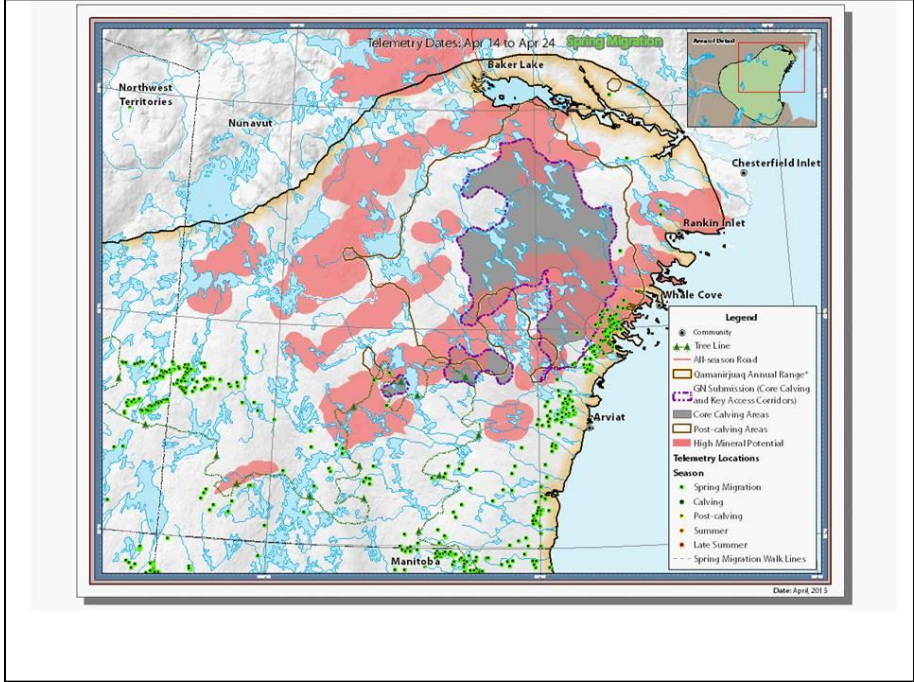 Telemetry Dates: Apr 14 to Apr 24 Spring Migration
Area of Detail
Baker Lake
Northwest
Territories
Nunavut
Chesterfield Inlet
Rankin Inlet
Whale Cove
Arviat
Manitoba
Legend
Community
Tree Line
All-season Road
Qamanirjuaq Annual Range*
GN Submission (Core Calving
and Key Access Corridors)
Core Calving Areas
Post-calving Areas
High Mineral Potential
Telemetry Locations
Season
Spring Migration
Calving
Post-calving
Summer
Late Summer
Spring Migration Walk Lines
Date: April, 2015